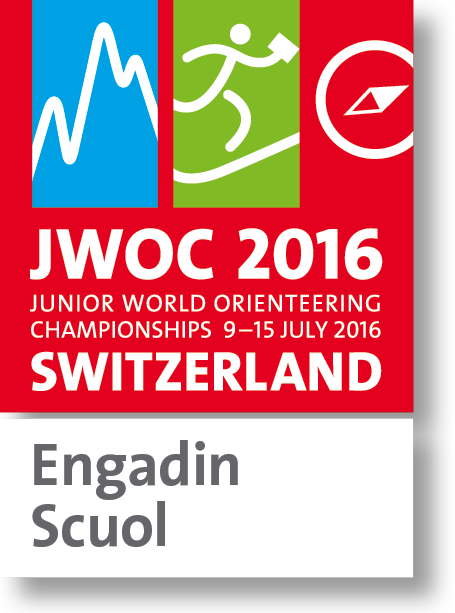 JWOC 2016
JUNIOR WORLD ORIENTEERING
CHAMPIONSHIPS 9–15 JULY 2016
SWITZERLAND
Engadin
Scuol